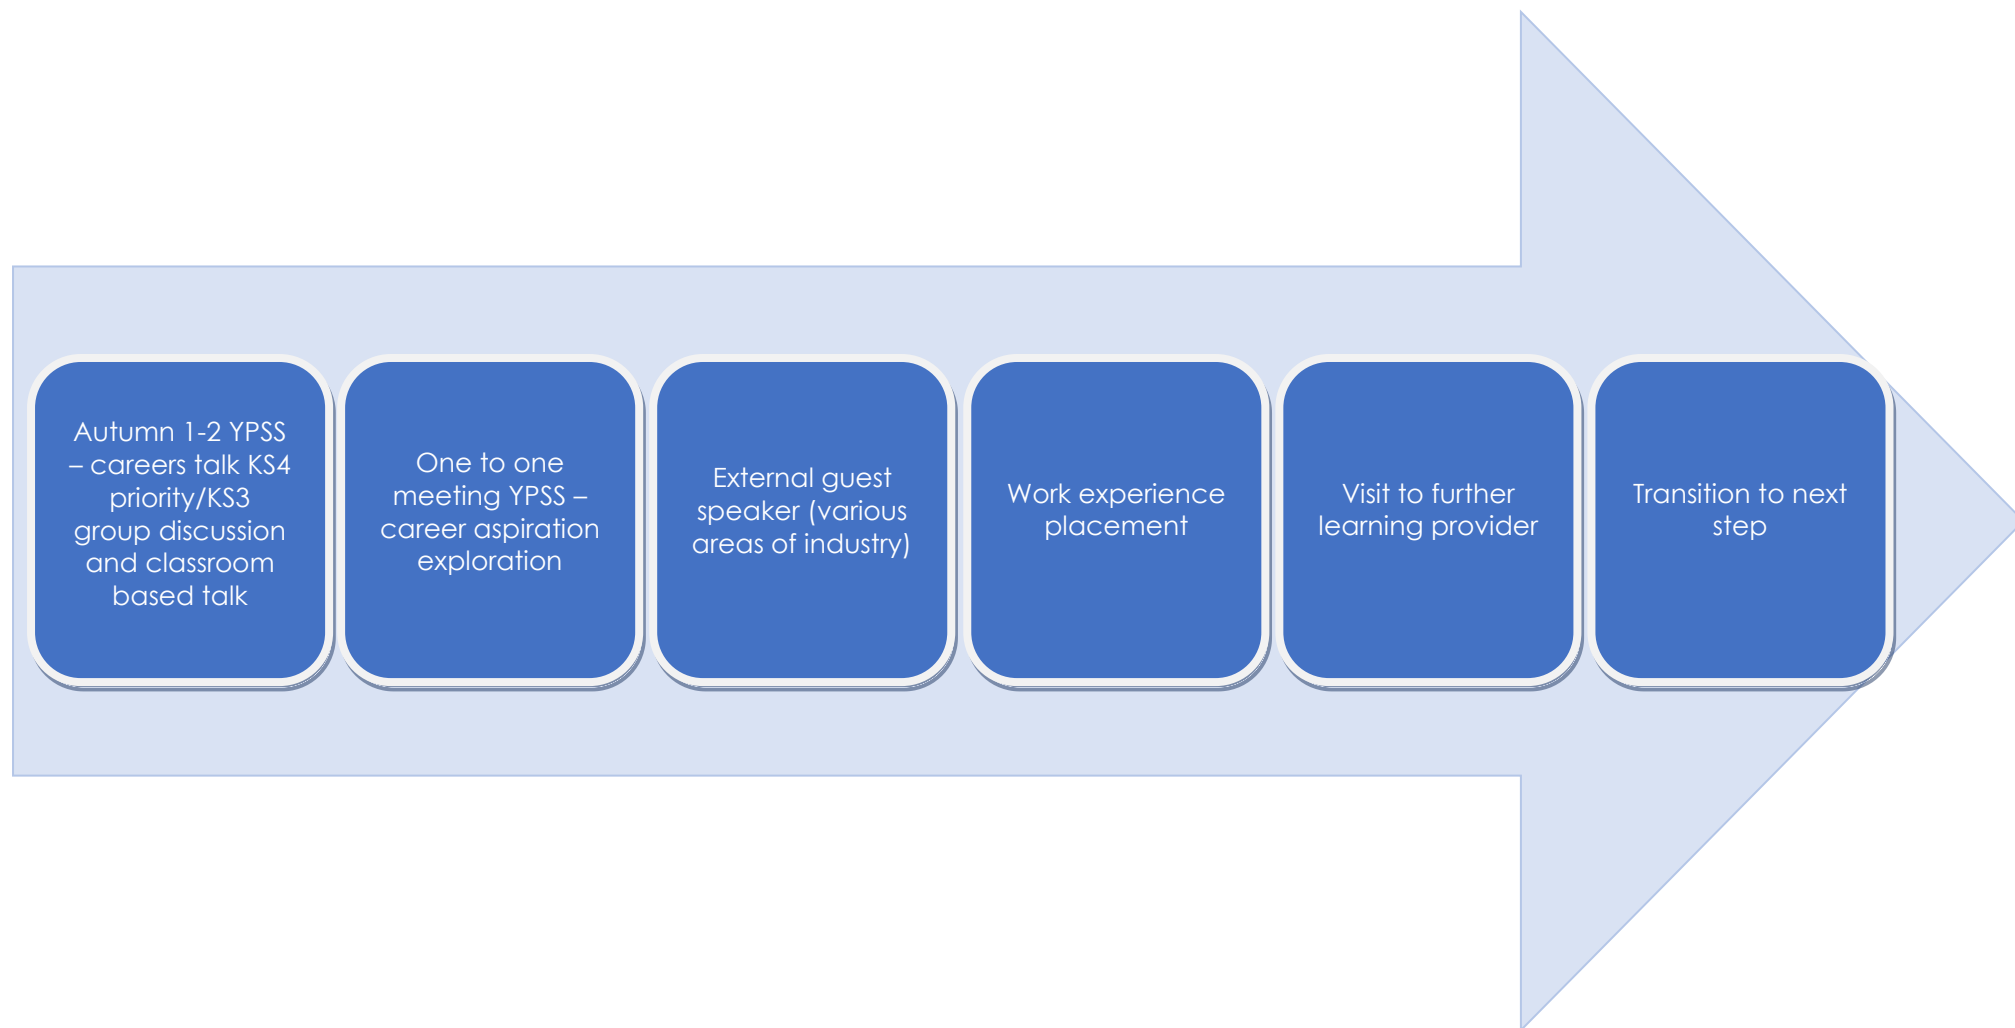 Autumn 1-2 YPSS
– careers talk KS4
priority/KS3
group discussion
and classroom
based talk
One to one
meeting YPSS –
career aspiration
exploration
External guest
speaker (various
areas of industry)
Work experience
placement
Visit to further
learning provider
Transition to next
step